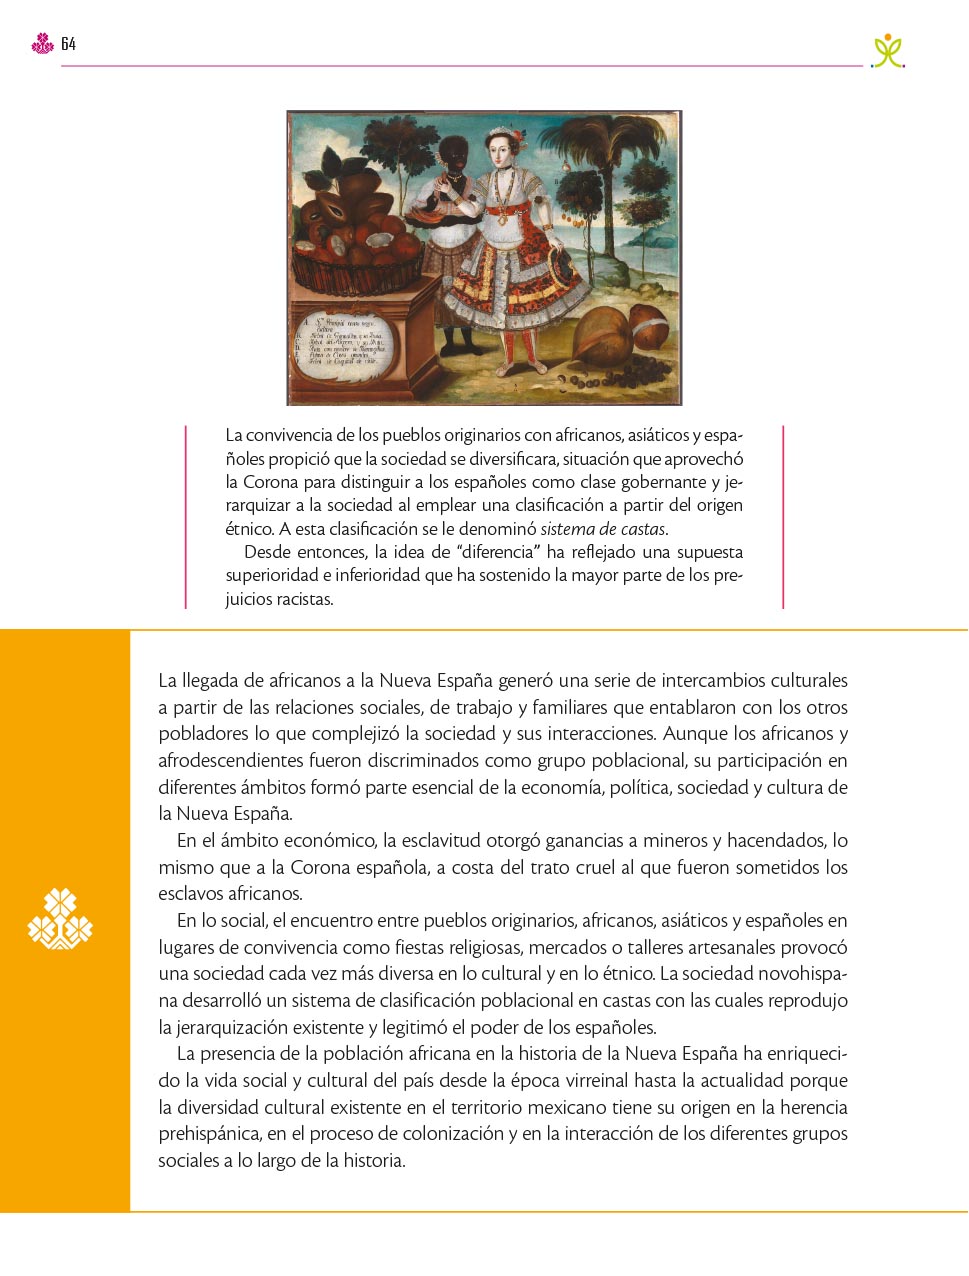 64
La convivencia de los pueblos originarios con africanos, asiáticos y espa-
ñoles propició que la sociedad se diversificara, situación que aprovechó
la Corona para distinguir a los españoles como clase gobernante y je-
rarquizar a la sociedad al emplear una clasificación a partir del origen
étnico. A esta clasificación se le denominó sistema de castas.
Desde entonces, la idea de “diferencia” ha reflejado una supuesta
superioridad e inferioridad que ha sostenido la mayor parte de los pre-
juicios racistas.
La llegada de africanos a la Nueva España generó una serie de intercambios culturales
a partir de las relaciones sociales, de trabajo y familiares que entablaron con los otros
pobladores lo que complejizó la sociedad y sus interacciones. Aunque los africanos y
afrodescendientes fueron discriminados como grupo poblacional, su participación en
diferentes ámbitos formó parte esencial de la economía, política, sociedad y cultura de
la Nueva España.
En el ámbito económico, la esclavitud otorgó ganancias a mineros y hacendados, lo
mismo que a la Corona española, a costa del trato cruel al que fueron sometidos los
esclavos africanos.
En lo social, el encuentro entre pueblos originarios, africanos, asiáticos y españoles en
lugares de convivencia como fiestas religiosas, mercados o talleres artesanales provocó
una sociedad cada vez más diversa en lo cultural y en lo étnico. La sociedad novohispa-
na desarrolló un sistema de clasificación poblacional en castas con las cuales reprodujo
la jerarquización existente y legitimó el poder de los españoles.
La presencia de la población africana en la historia de la Nueva España ha enriqueci-
do la vida social y cultural del país desde la época virreinal hasta la actualidad porque
la diversidad cultural existente en el territorio mexicano tiene su origen en la herencia
prehispánica, en el proceso de colonización y en la interacción de los diferentes grupos
sociales a lo largo de la historia.